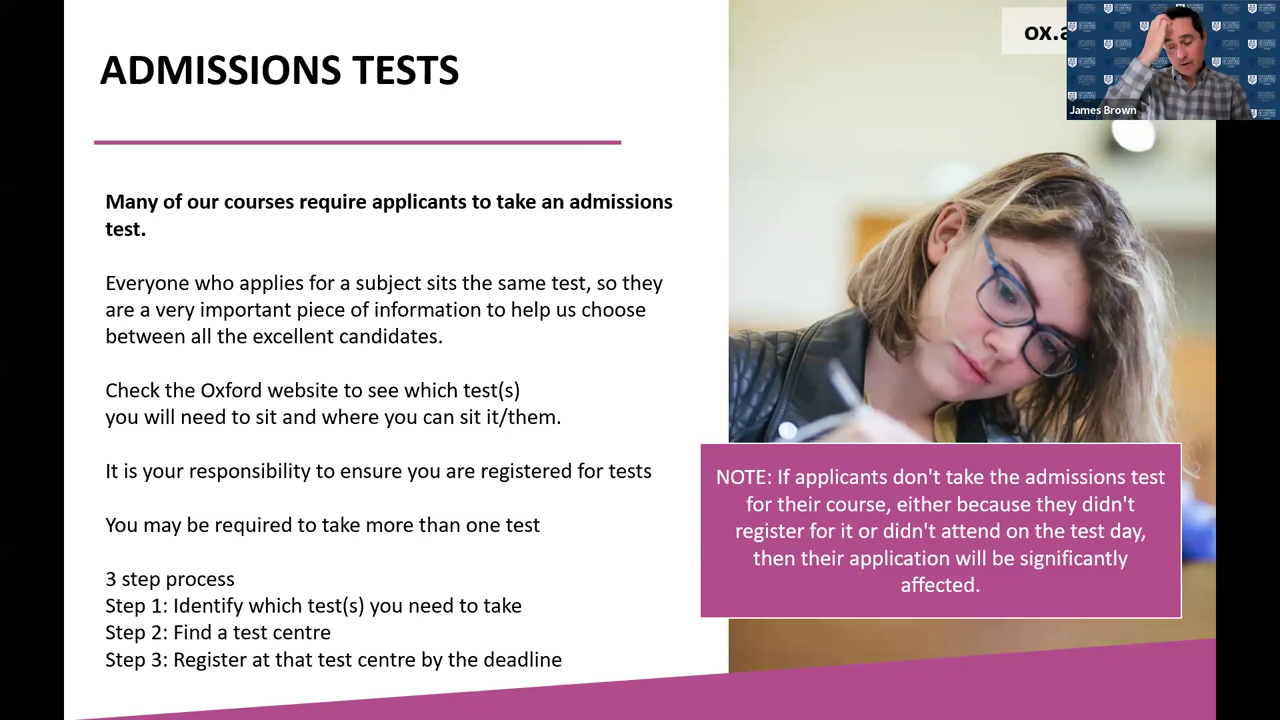 ADMISSIONS TESTS
ox.a
James Brown
Many of our courses require applicants to take an admissions
test.
Everyone who applies for a subject sits the same test, so they
are a very important piece of information to help us choose
between all the excellent candidates.
Check the Oxford website to see which test(s)
you will need to sit and where you can sit it/them.
It is your responsibility to ensure you are registered for tests
You may be required to take more than one test
3 step process
Step 1: Identify which test(s) you need to take
Step 2: Find a test centre
Step 3: Register at that test centre by the deadline
NOTE: If applicants don't take the admissions test
for their course, either because they didn't
register for it or didn't attend on the test day,
then their application will be significantly
affected.